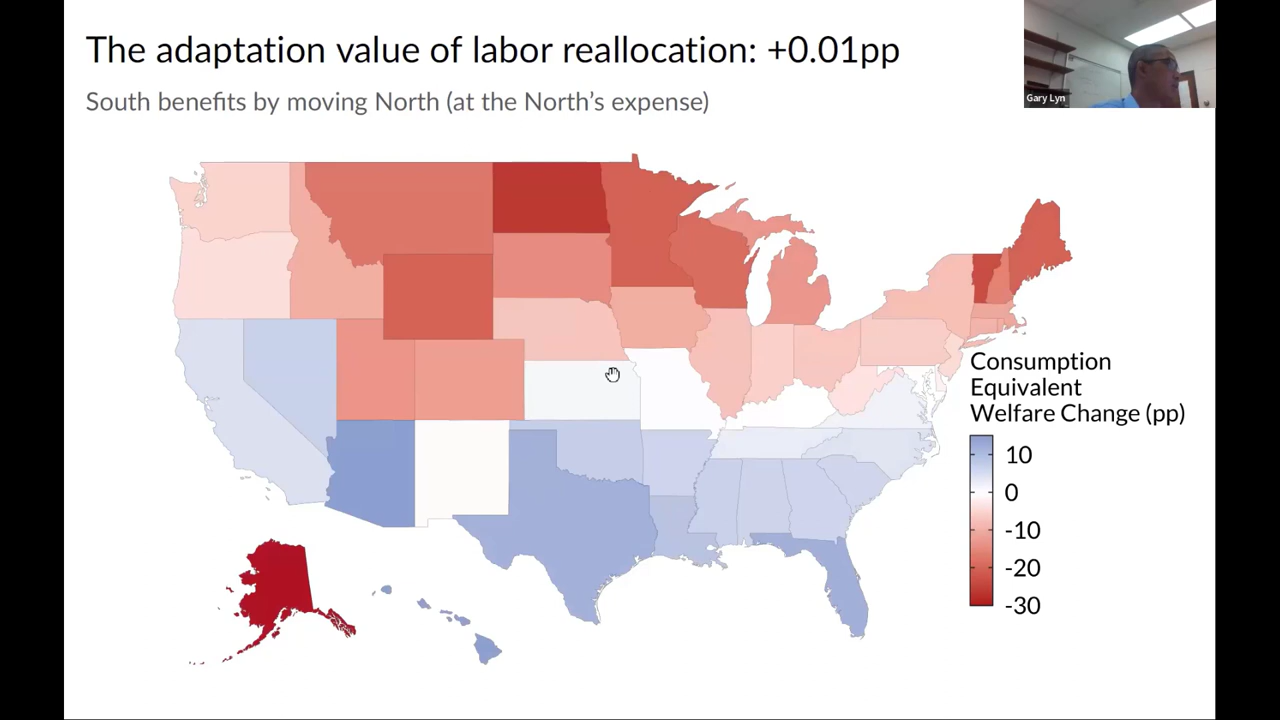 The adaptation value of labor reallocation: +0.01pp
South benefits by moving North (at the North's expense)
Gary Lyn
Consumption
Equivalent
Welfare Change (pp)
10
0
-10
-20
-30